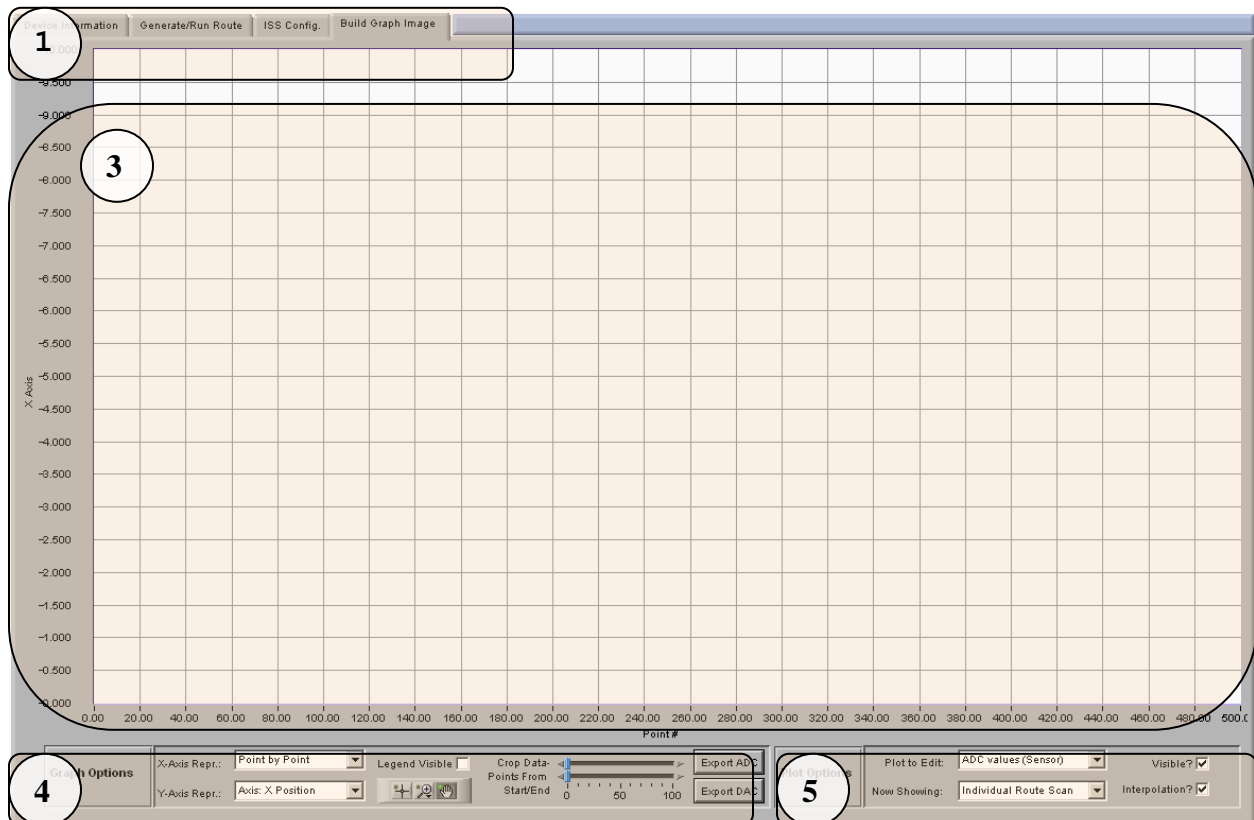 Device Information
Generate/Run Route
ISS Config.
Build Graph Image
1
-9.500
-9.000
-8.500
3
-8.000
-7.500
-7.000
-6.500
-6.000
-5.500
-5.000
X Axis
-4.500
-4.000
-3.500
-3.000
-2.500
-2.000
-1.500
-1.000
-0.500
-0.000
0.00 20.00 40.00 60.00 80.00 100.00 120.00 140.00 160.00 180.00 200.00 220.00 240.00 260.00 280.00 300.00 320.00 340.00 360.00 380.00 400.00 420.00 440.00 460.00 480.00
Point #
4
Graph Options
X-Axis Repr.: Point by Point
Y-Axis Repr.: Axis: X Position
Legend Visible
Crop Data-
Points From
Start/End
0 50 100
Export ADC
Export DAC
5
Plot Options
Plot to Edit: ADC values (Sensor)
Now Showing: Individual Route Scan
Visible?
Interpolation?